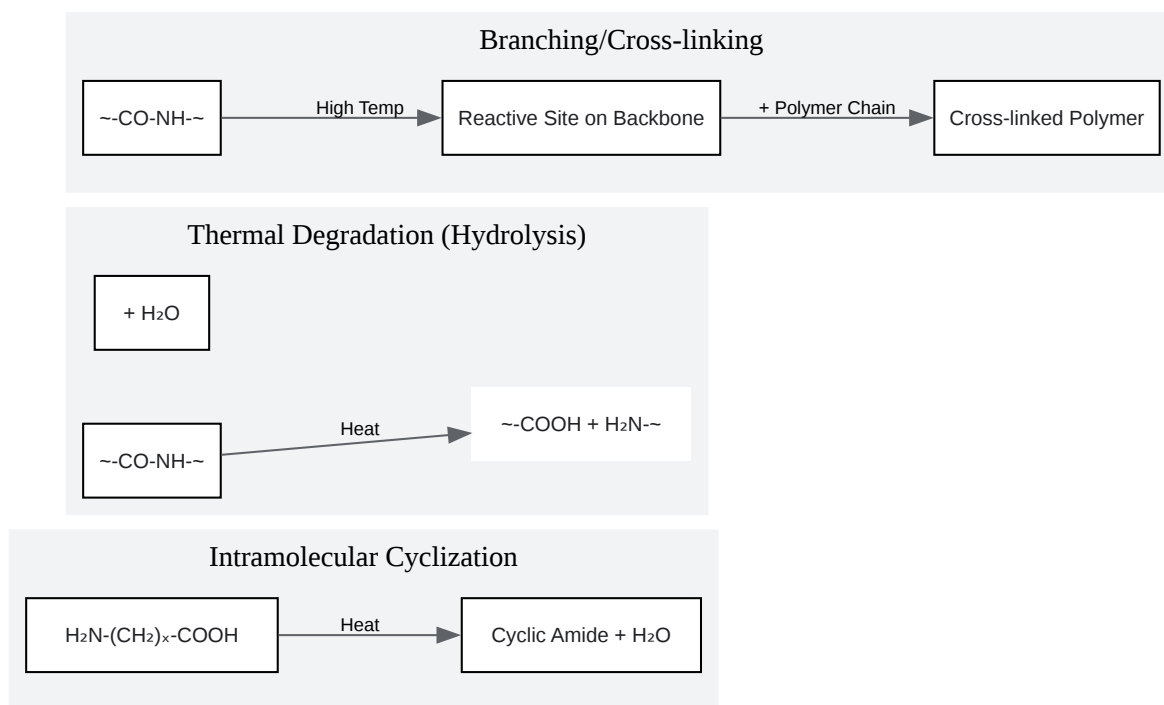 Branching/Cross-linking
~-CO-NH-~
High Temp
Reactive Site on Backbone
+ Polymer Chain
Cross-linked Polymer
Thermal Degradation (Hydrolysis)
+ H₂O
~-CO-NH-~
Heat
~-COOH + H₂N-~
Intramolecular Cyclization
H₂N-(CH₂)ₓ-COOH
Heat
Cyclic Amide + H₂O